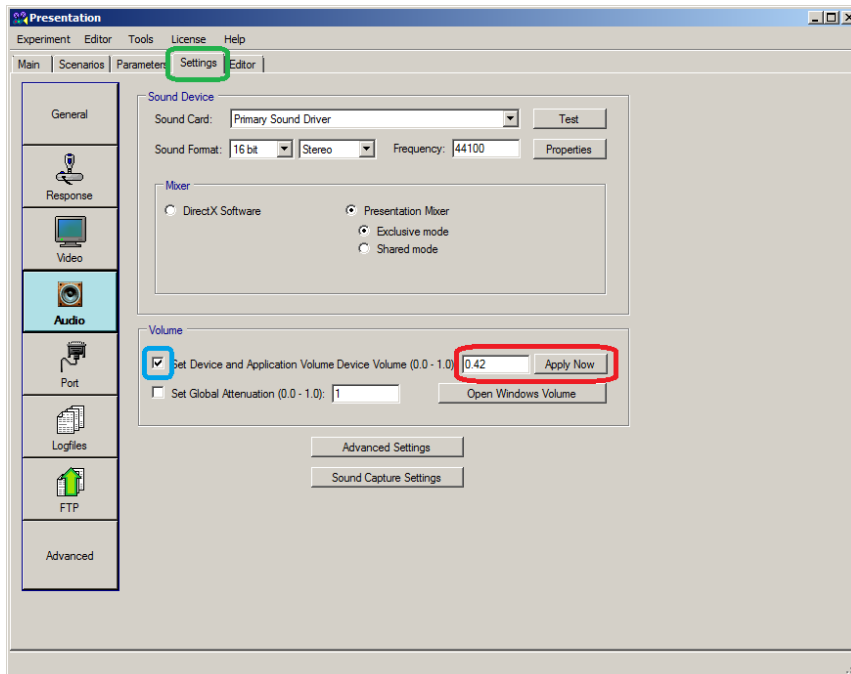 Presentation
Experiment Editor Tools License Help
Main Scenarios Parameters Settings Editor
General
Response
Video
Audio
Port
Logfiles
FTP
Advanced
Sound Device
Sound Card: Primary Sound Driver Test
Sound Format: 16 bit Stereo Frequency: 44100 Properties
Mixer
DirectX Software Presentation Mixer
Exclusive mode
Shared mode
Volume
Set Device and Application Volume Device Volume (0.0 - 1.0) 0.42 Apply Now
Set Global Attenuation (0.0 - 1.0): 1 Open Windows Volume
Advanced Settings
Sound Capture Settings